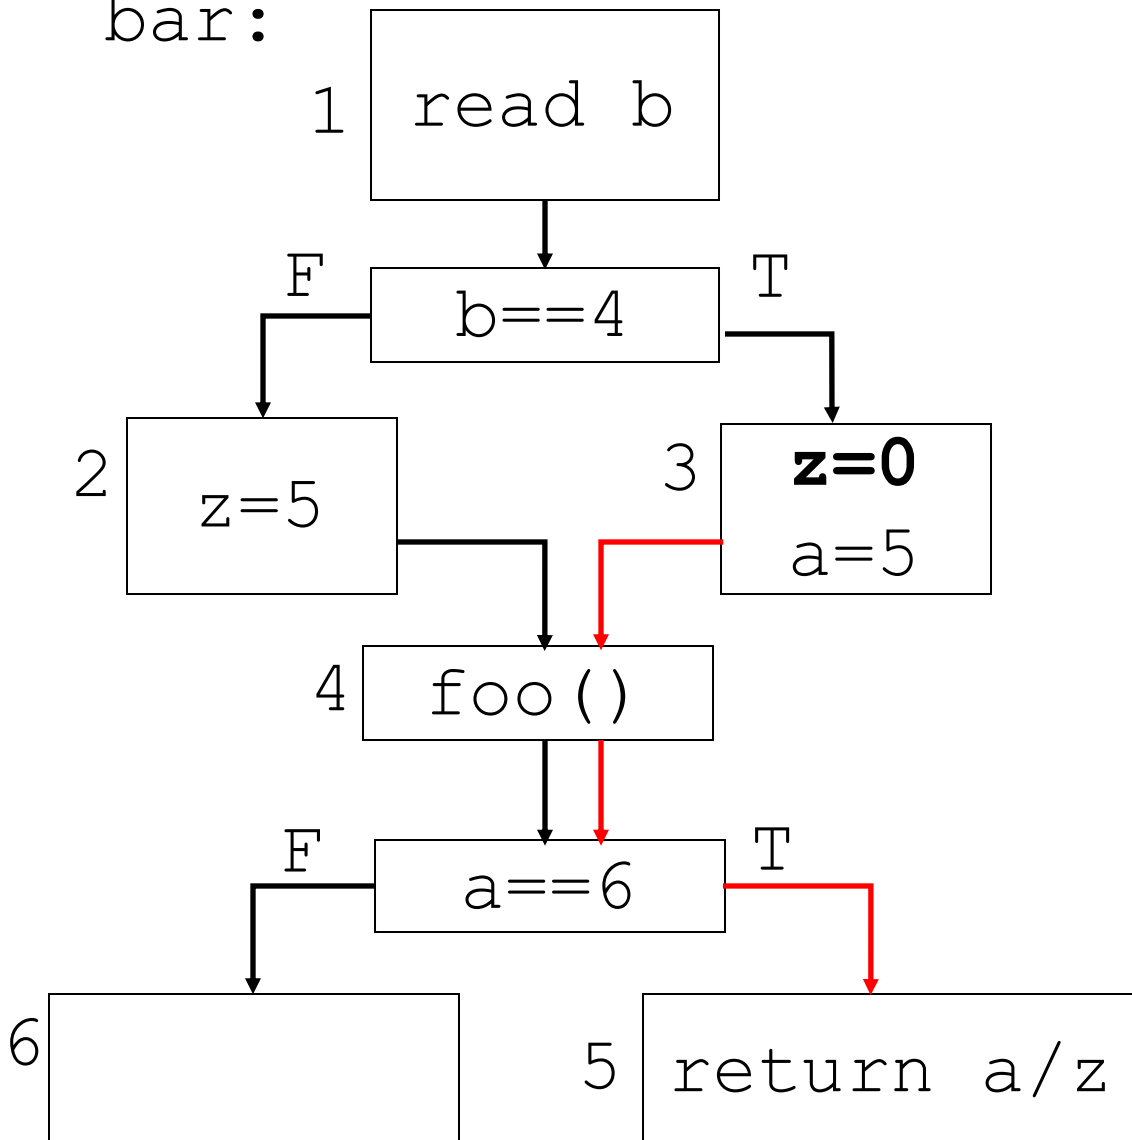 bar:
1
read b
F
T
b==4
2
z=5
3
z=0
a=5
4
foo()
F
T
a==6
6
5
return a/z